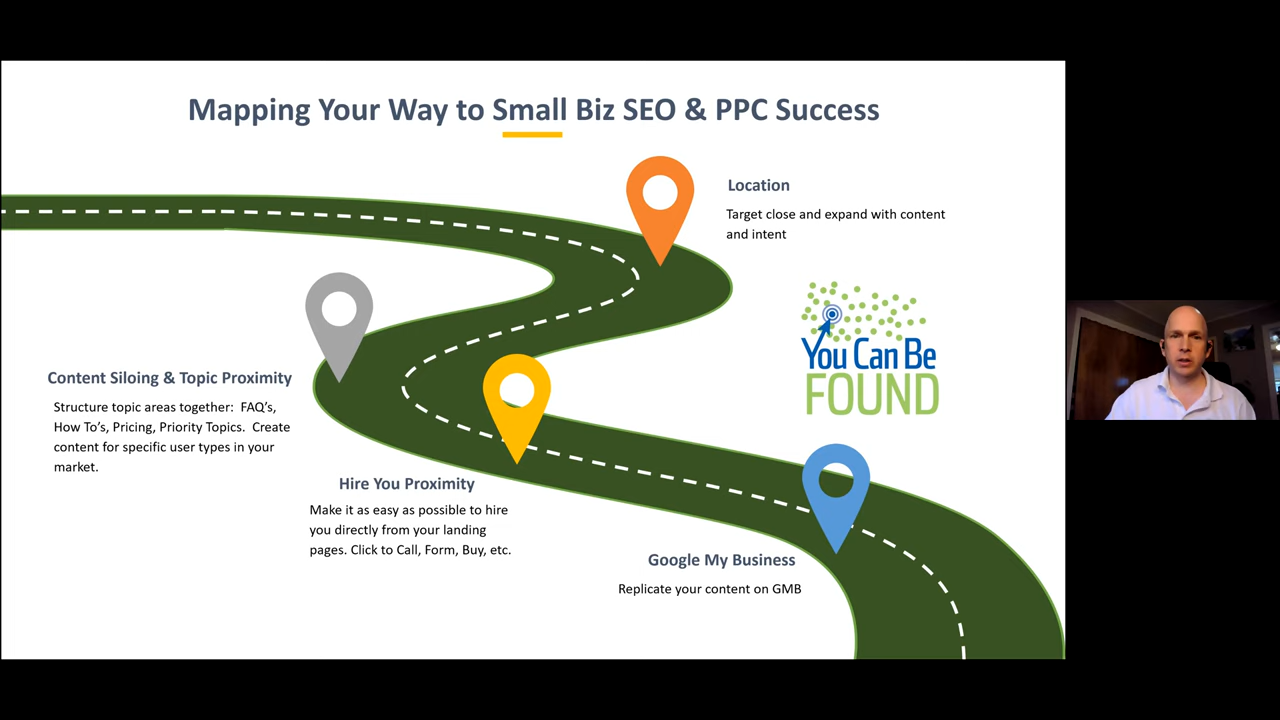 Mapping Your Way to Small Biz SEO & PPC Success
Location
Target close and expand with content
and intent
You Can Be
FOUND
Content Siloing & Topic Proximity
Structure topic areas together:  FAQ's,
How To's, Pricing, Priority Topics.  Create
content for specific user types in your
market.
Hire You Proximity
Make it as easy as possible to hire
you directly from your landing
pages. Click to Call, Form, Buy, etc.
Google My Business
Replicate your content on GMB